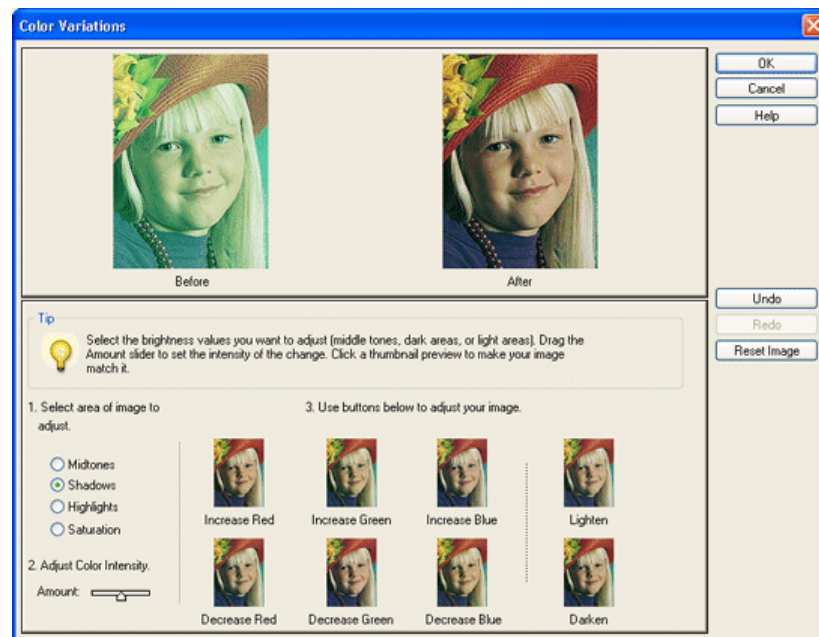 Color Variations
OK
Cancel
Help
Before
After
Undo
Redo
Reset Image
Tip
Select the brightness values you want to adjust (middle tones, dark areas, or light areas). Drag the
Amount slider to set the intensity of the change. Click a thumbnail preview to make your image
match it.
1. Select area of image to
adjust.
Midtones
Shadows
Highlights
Saturation
2. Adjust Color Intensity.
Amount:
3. Use buttons below to adjust your image.
Increase Red
Increase Green
Increase Blue
Lighten
Decrease Red
Decrease Green
Decrease Blue
Darken